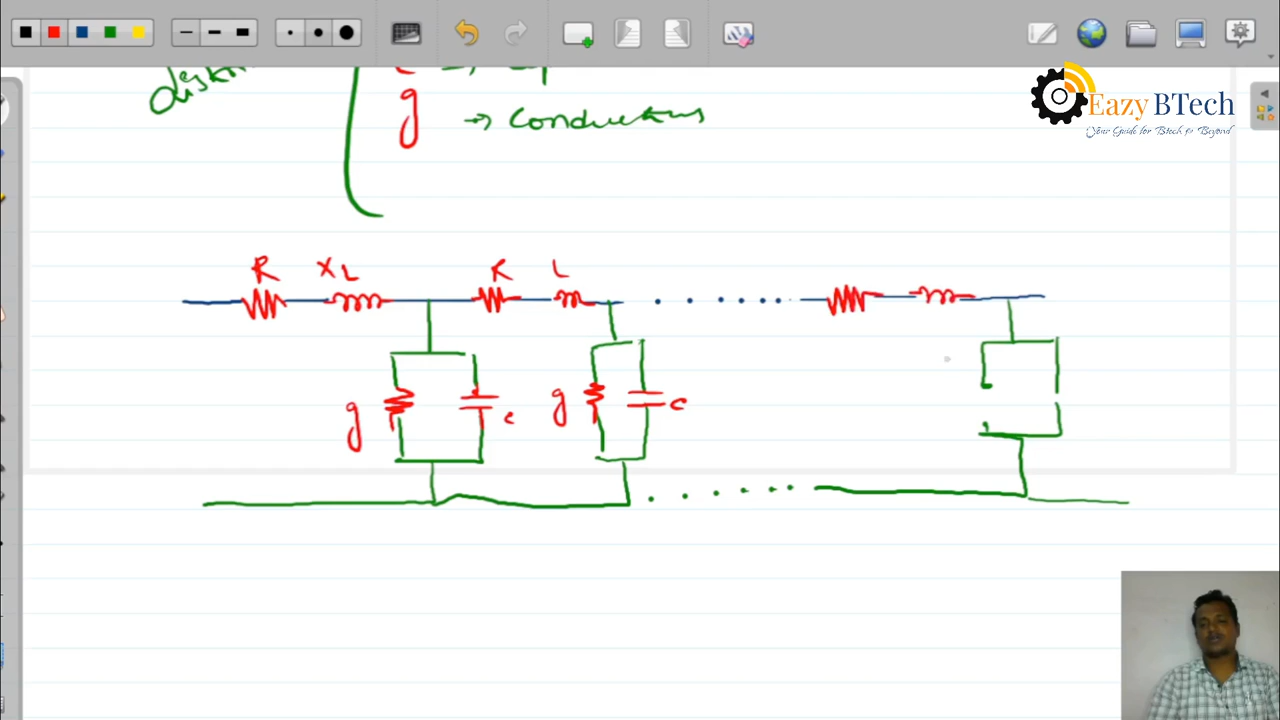 g → Conductans
Eazy BTech
Your Guide for Btech & Beyond
R XL R L
g c g c